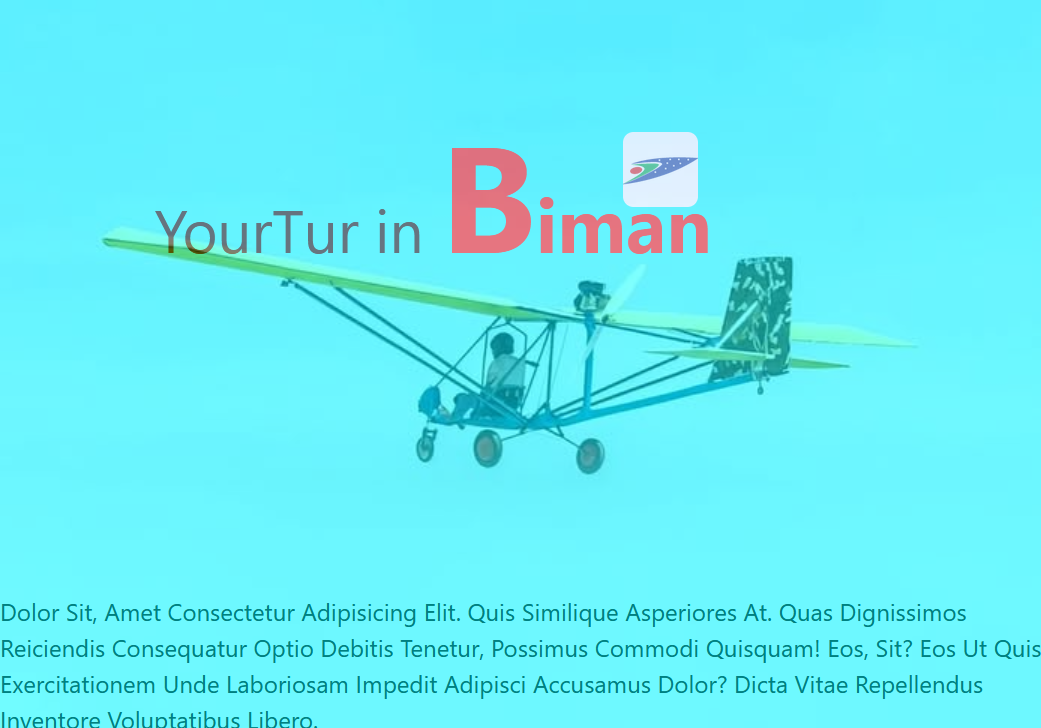 YourTur in Biman
Dolor Sit, Amet Consectetur Adipisicing Elit. Quis Similique Asperiores At. Quas Dignissimos
Reiciendis Consequatur Optio Debitis Tenetur, Possimus Commodi Quisquam! Eos, Sit? Eos Ut Quis
Exercitationem Unde Laboriosam Impedit Adipisci Accusamus Dolor? Dicta Vitae Repellendus
Inventore Voluptatibus Libero.